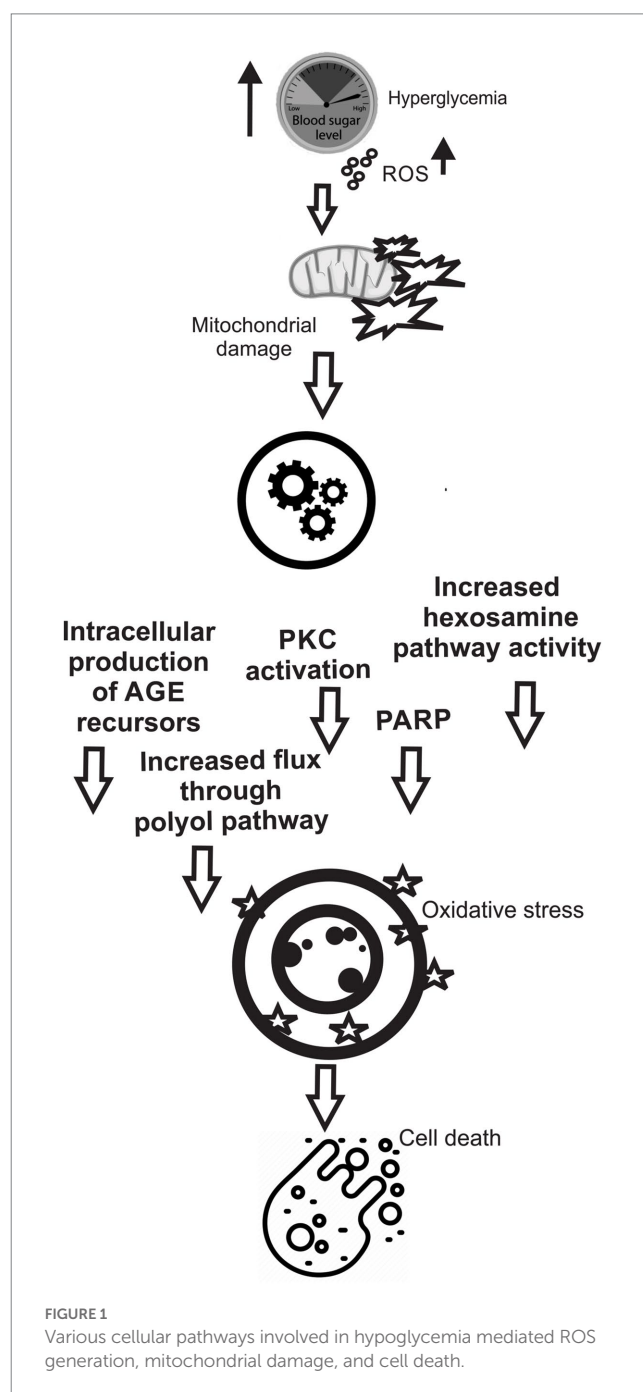 Low
High
Blood sugar
level
Hyperglycemia
ROS
Mitochondrial
damage
Intracellular
production
of AGE
recursors
PKC
activation
Increased
hexosamine
pathway activity
Increased flux
through
polyol pathway
PARP
Oxidative stress
Cell death
FIGURE 1
Various cellular pathways involved in hypoglycemia mediated ROS
generation, mitochondrial damage, and cell death.